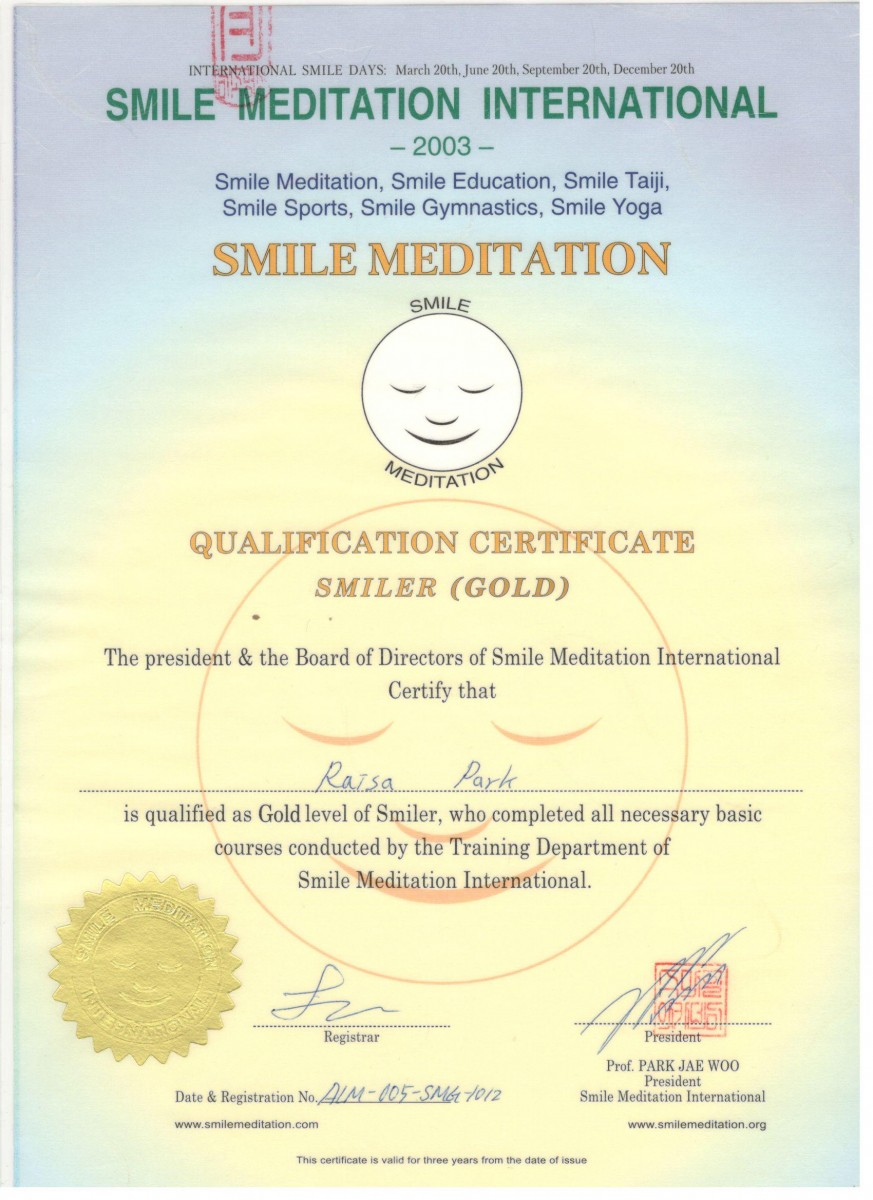 INTERNATIONAL SMILE DAYS: March 20th, June 20th, September 20th, December 20th
SMILE MEDITATION INTERNATIONAL
– 2003 –
Smile Meditation, Smile Education, Smile Taiji,
Smile Sports, Smile Gymnastics, Smile Yoga
SMILE MEDITATION
SMILE
MEDITATION
QUALIFICATION CERTIFICATE
SMILER (GOLD)
The president & the Board of Directors of Smile Meditation International
Certify that
Raisa Park
is qualified as Gold level of Smiler, who completed all necessary basic
courses conducted by the Training Department of
Smile Meditation International.
SMILE MEDITATION
INTERNATIONAL
Registrar
President
Prof. PARK JAE WOO
President
Date & Registration No. ALM-005-SMG-1012
Smile Meditation International
www.smilemeditation.com
www.smilemeditation.org
This certificate is valid for three years from the date of issue